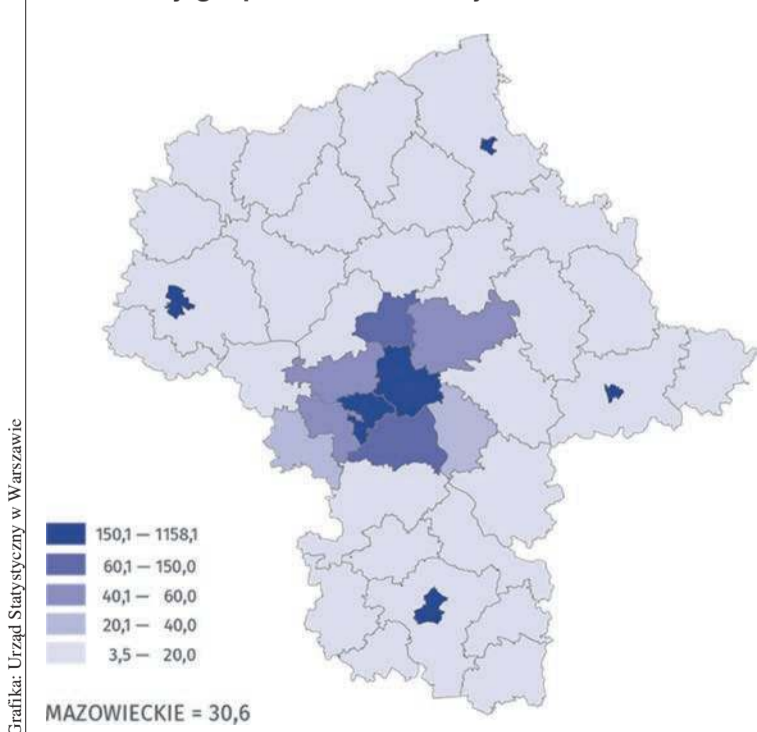 150,1 — 1158,1
60,1 — 150,0
40,1 — 60,0
20,1 — 40,0
3,5 — 20,0
MAZOWIECKIE = 30,6
Grafika: Urząd Statystyczny w Warszawie